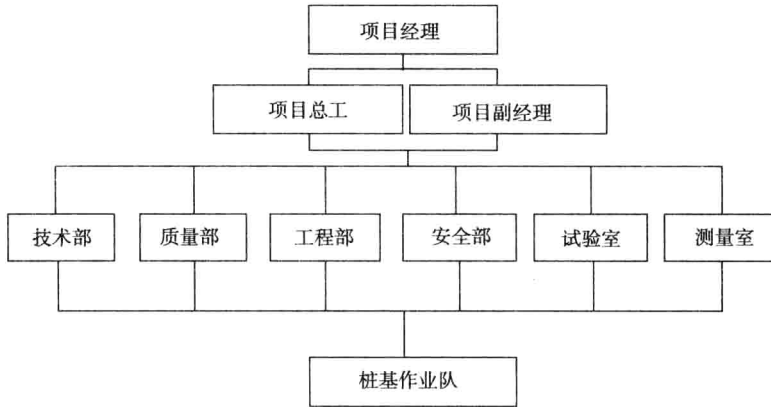 项目经理
项目总工
项目副经理
技术部
质量部
工程部
安全部
试验室
测量室
桩基作业队